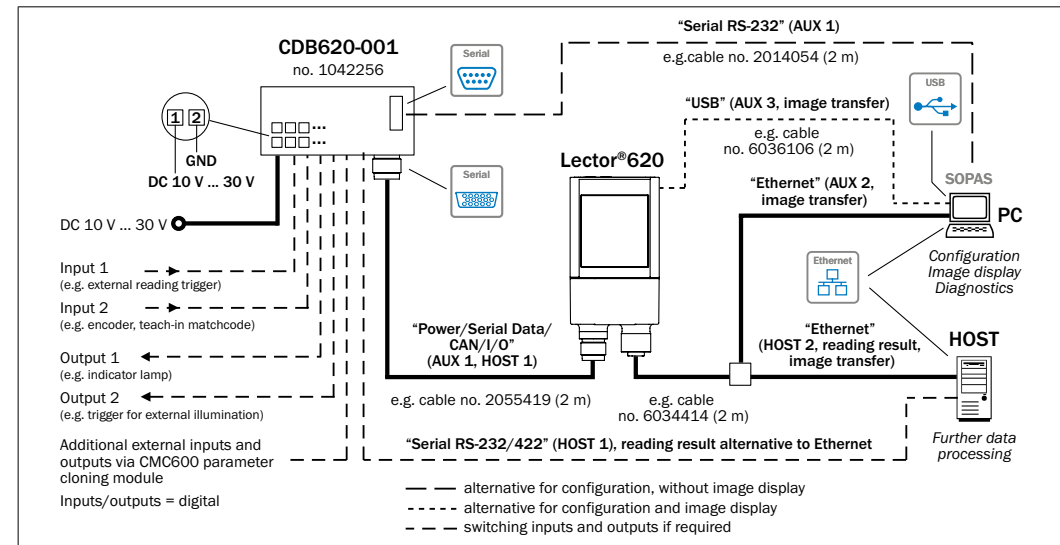 "Serial RS-232" (AUX 1)
e.g.cable no. 2014054 (2 m)
CDB620-001
no. 1042256
Serial
USB
"USB" (AUX 3, image transfer)
e.g. cable
no. 6036106 (2 m)
1 2
GND
DC 10 V ... 30 V
Serial
Lector®620
"Ethernet" (AUX 2,
image transfer)
SOPAS
PC
Configuration
Image display
Diagnostics
DC 10 V ... 30 V
Input 1
(e.g. external reading trigger)
Input 2
(e.g. encoder, teach-in matchcode)
Output 1
(e.g. indicator lamp)
Output 2
(e.g. trigger for external illumination)
Additional external inputs and
outputs via CMC600 parameter
cloning module
Inputs/outputs = digital
Ethernet
"Power/Serial Data/
CAN/I/O"
(AUX 1, HOST 1)
e.g. cable no. 2055419 (2 m)
"Ethernet"
(HOST 2, reading result,
image transfer)
HOST
e.g. cable
no. 6034414 (2 m)
Further data
processing
"Serial RS-232/422" (HOST 1), reading result alternative to Ethernet
alternative for configuration, without image display
alternative for configuration and image display
switching inputs and outputs if required